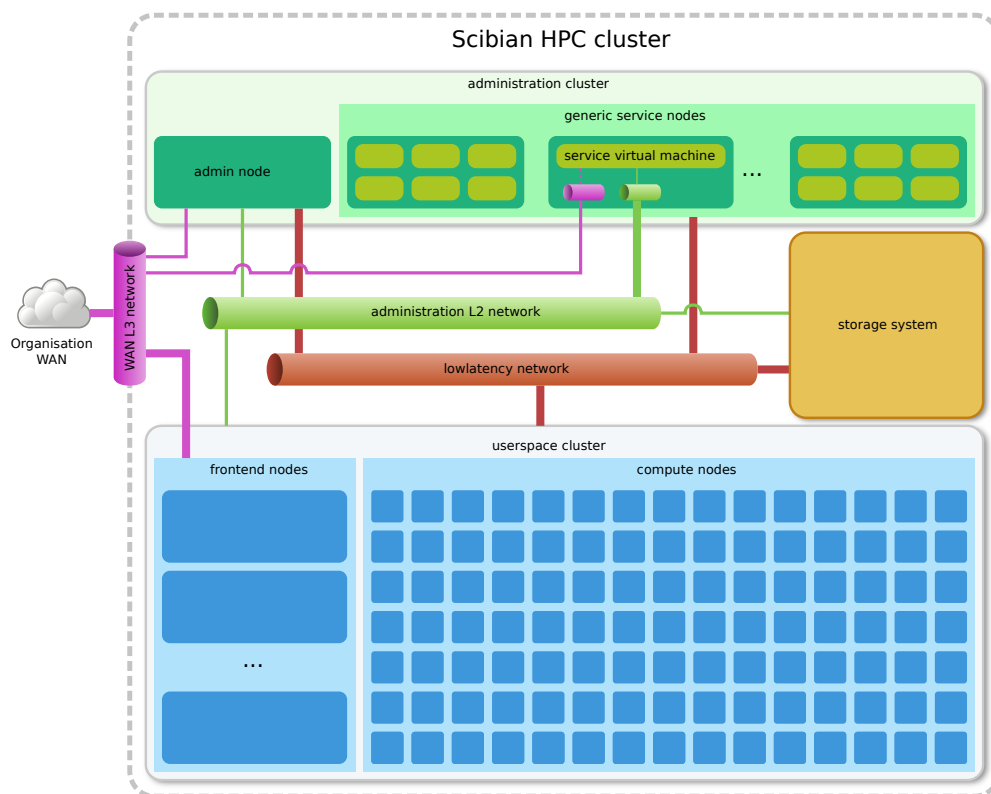 Scibian HPC cluster
administration cluster
generic service nodes
admin node
service virtual machine
...
WAN L3 network
Organisation
WAN
administration L2 network
storage system
lowlatency network
userspace cluster
frontend nodes
compute nodes
...